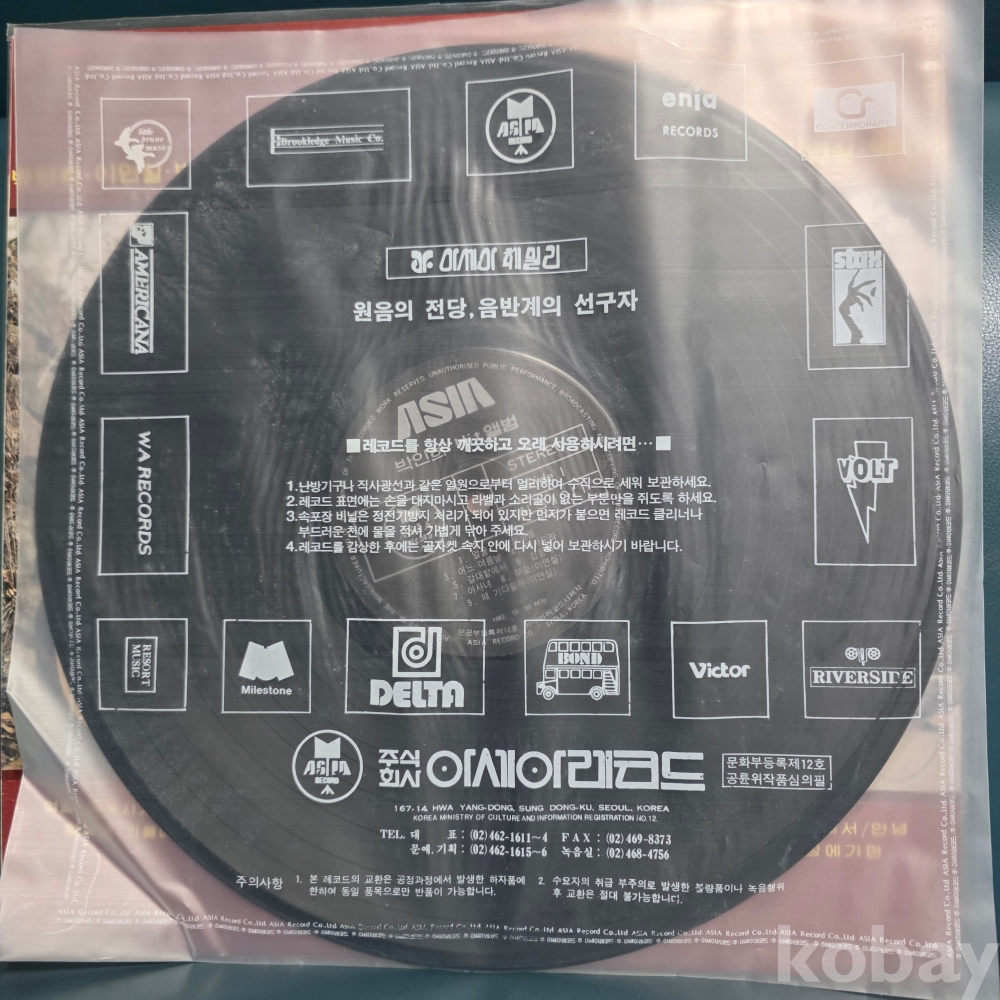 little
music
Brookledge Music Co.
ASIA
RECORD
enja
RECORDS
CONTEMPORARY
AMERICANA
아세아 패밀리
stax
원음의 전당, 음반계의 선구자
WA RECORDS
VOLT
ASIA
STEREO
■레코드를 항상 깨끗하고 오래 사용하시려면…■
1. 난방기구나 직사광선과 같은 열원으로부터 멀리하여 수직으로 세워 보관하세요.
2. 레코드 표면에는 손을 대지마시고 라벨과 소리골이 없는 부분만을 쥐도록 하세요.
3. 속포장 비닐은 정전기방지 처리가 되어 있지만 먼지가 붙으면 레코드 클리너나
부드러운 천에 물을 적셔 가볍게 닦아 주세요.
4. 레코드를 감상한 후에는 골자켓 속지 안에 다시 넣어 보관하시기 바랍니다.
RESORT
MUSIC
Milestone
DELTA
BOND
Victor
RIVERSIDE
ASIA
RECORD
주식
회사 아세아레코드
문화부등록제12호
공륜위작품심의필
167-14, HWA YANG-DONG, SUNG DONG-KU, SEOUL, KOREA
KOREA MINISTRY OF CULTURE AND INFORMATION REGISTRATION NO.12.
TEL. 대 표 : (02)462-1611~4 FAX : (02)469-8373
문예.기획 : (02)462-1615~6 녹음실 : (02)468-4756
주의사항 1. 본 레코드의 교환은 공정과정에서 발생한 하자품에
한하여 동일 품목으로만 반품이 가능합니다.
2. 수요자의 취급 부주의로 발생한 불량품이나 녹음행위
후 교환은 절대 불가능합니다.
ASIA Record Co.,Ltd
kobay